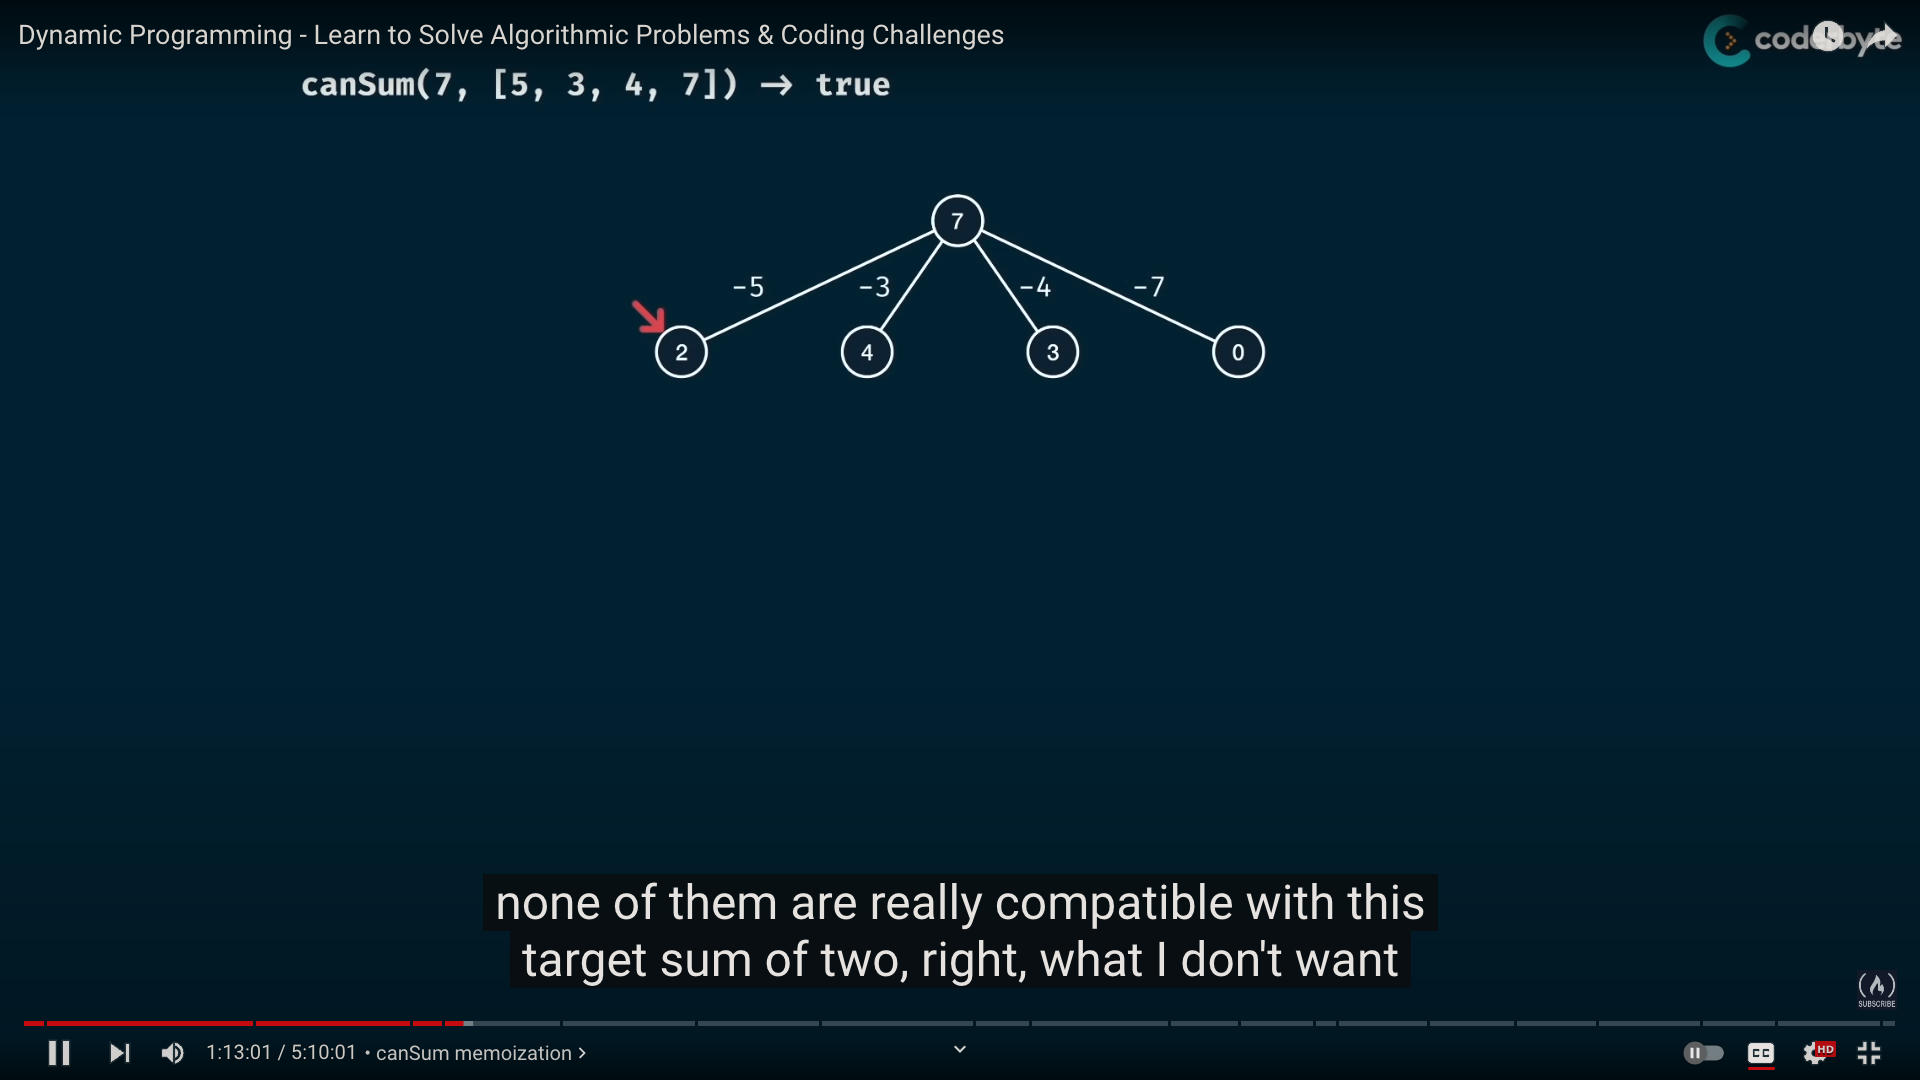 Dynamic Programming - Learn to Solve Algorithmic Problems & Coding Challenges
coderbyte
canSum(7, [5, 3, 4, 7]) → true
7
-5 -3 -4 -7
2 4 3 0
none of them are really compatible with this
target sum of two, right, what I don't want
SUBSCRIBE
1:13:01 / 5:10:01 • canSum memoization >
CC HD